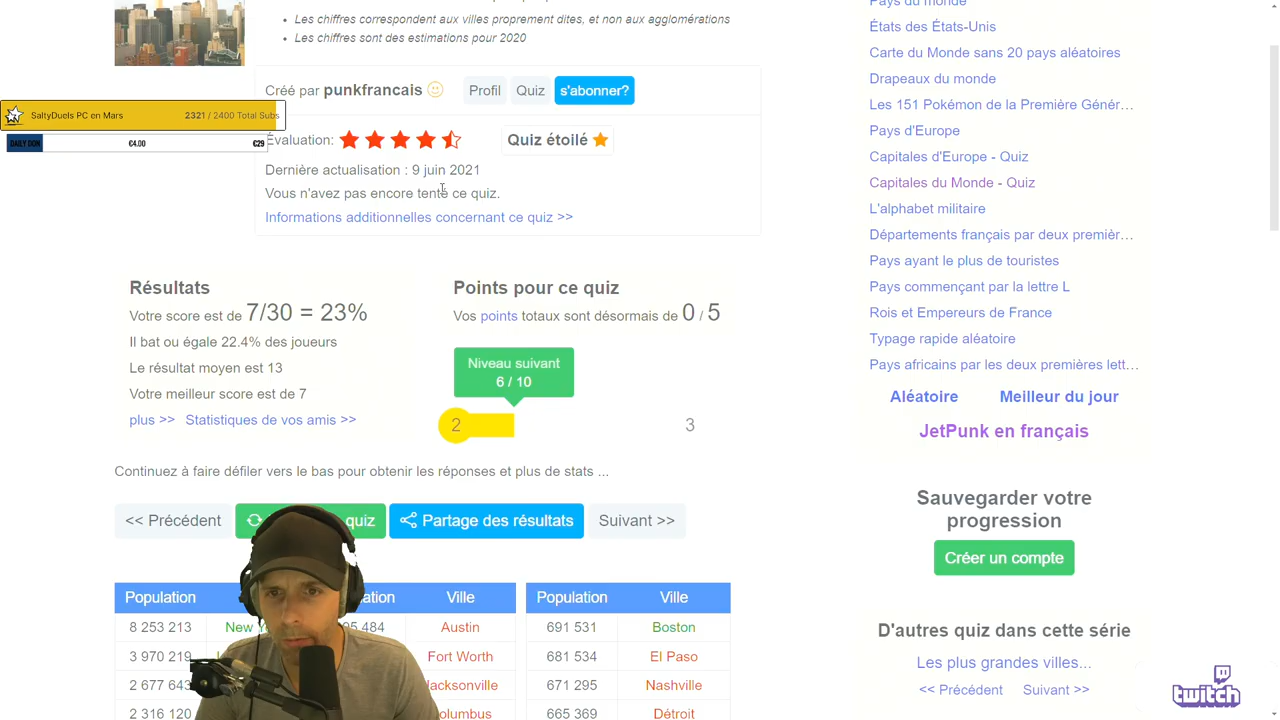 Les chiffres correspondent aux villes proprement dites, et non aux agglomérations
Les chiffres sont des estimations pour 2020
Créé par punkfrancais Profil Quiz s'abonner?
SaltyDuels PC en Mars 2321 / 2400 Total Subs
DAILY DON €4.00 €29
Évaluation: Quiz étoilé
Dernière actualisation : 9 juin 2021
Vous n'avez pas encore tenté ce quiz.
Informations additionnelles concernant ce quiz >>
Résultats
Votre score est de 7/30 = 23%
Il bat ou égale 22.4% des joueurs
Le résultat moyen est 13
Votre meilleur score est de 7
plus >> Statistiques de vos amis >>
Points pour ce quiz
Vos points totaux sont désormais de 0 / 5
Niveau suivant
6 / 10
2 3
Continuez à faire défiler vers le bas pour obtenir les réponses et plus de stats ...
<< Précédent quiz Partage des résultats Suivant >>
Population Ville Population Ville
8 253 213 New Austin 691 531 Boston
3 970 219 Fort Worth 681 534 El Paso
2 677 643 671 295 Nashville
2 316 120 665 369 Détroit
Pays du monde
États des États-Unis
Carte du Monde sans 20 pays aléatoires
Drapeaux du monde
Les 151 Pokémon de la Première Génér...
Pays d'Europe
Capitales d'Europe - Quiz
Capitales du Monde - Quiz
L'alphabet militaire
Départements français par deux premièr...
Pays ayant le plus de touristes
Pays commençant par la lettre L
Rois et Empereurs de France
Typage rapide aléatoire
Pays africains par les deux premières lett...
Aléatoire Meilleur du jour
JetPunk en français
Sauvegarder votre
progression
Créer un compte
D'autres quiz dans cette série
Les plus grandes villes...
<< Précédent Suivant >>
twitch